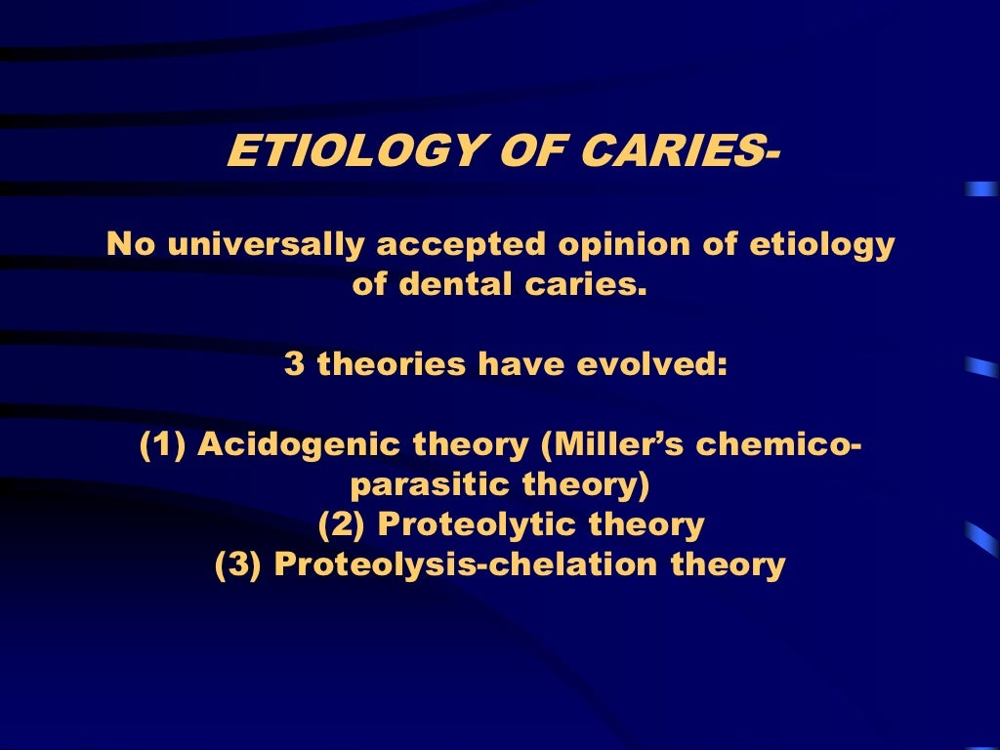 ETIOLOGY OF CARIES-
No universally accepted opinion of etiology
of dental caries.
3 theories have evolved:
(1) Acidogenic theory (Miller’s chemico-
parasitic theory)
(2) Proteolytic theory
(3) Proteolysis-chelation theory